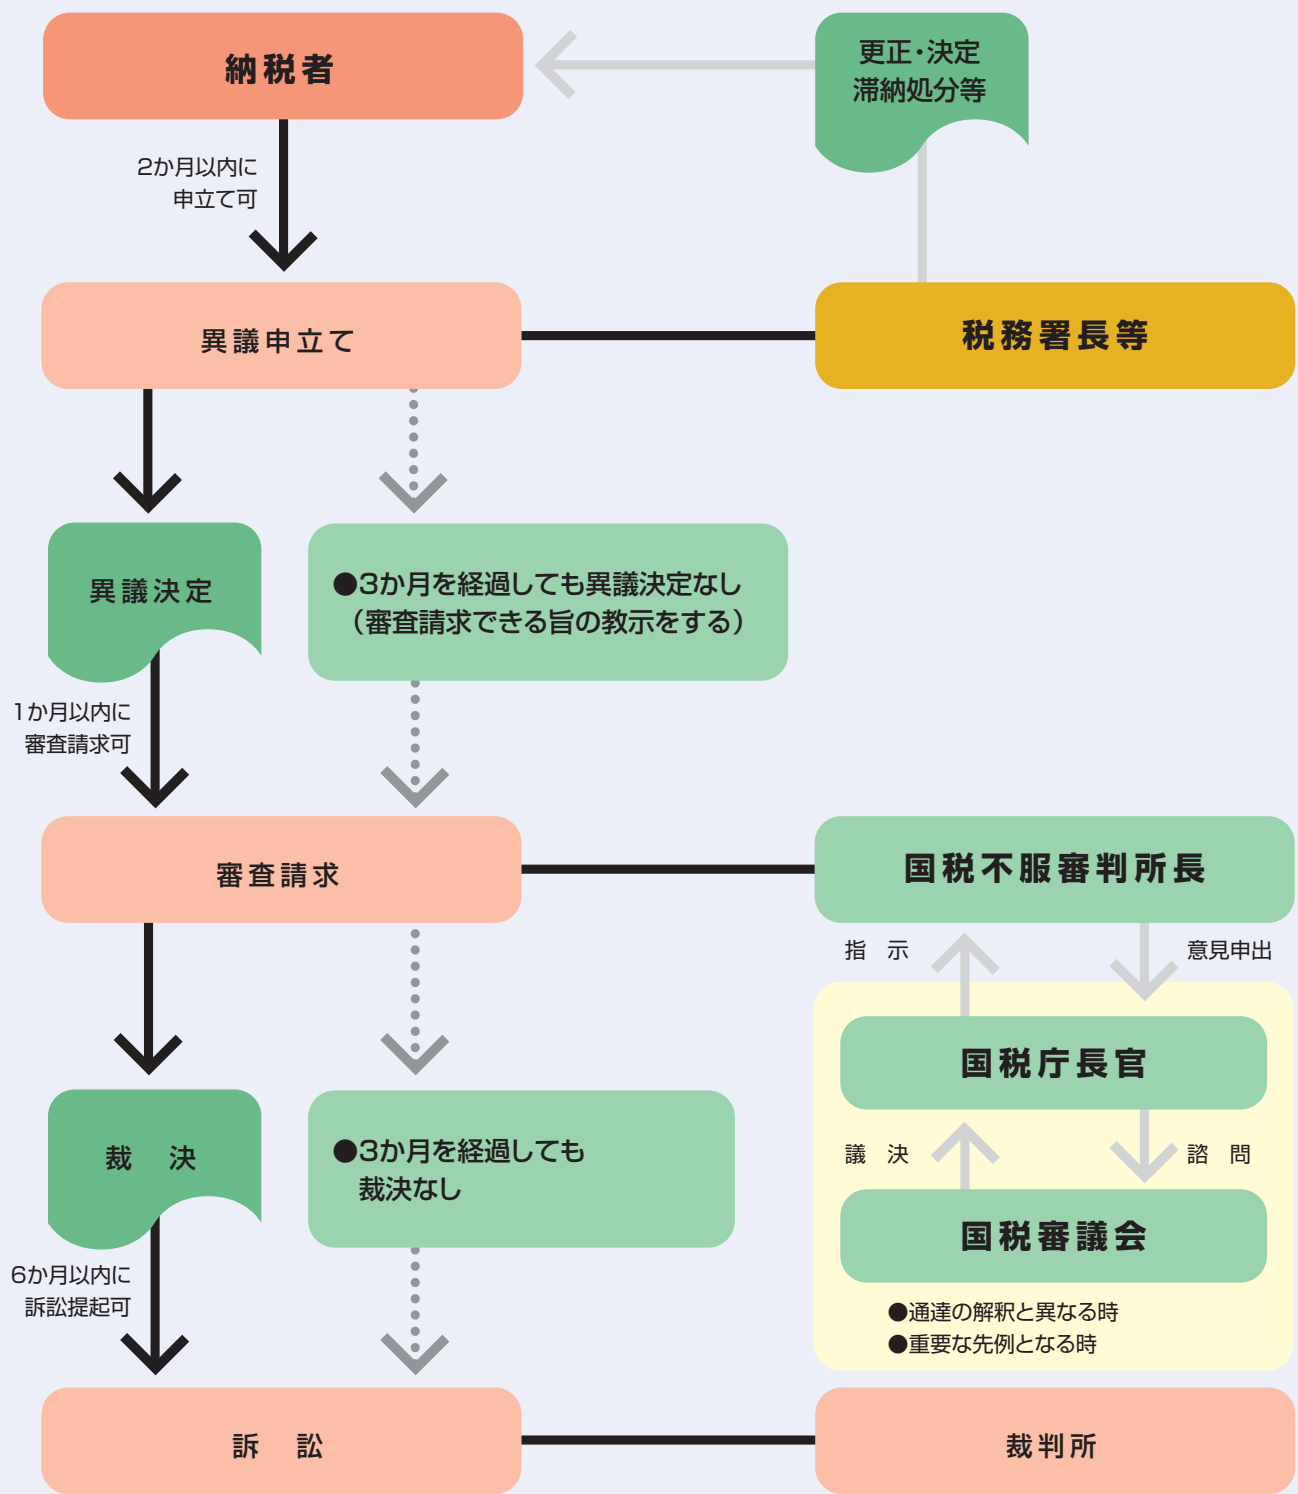 納税者
更正・決定
滞納処分等
2か月以内に
申立て可
異議申立て
税務署長等
異議決定
●3か月を経過しても異議決定なし
（審査請求できる旨の教示をする）
1か月以内に
審査請求可
審査請求
国税不服審判所長
指　示
意見申出
国税庁長官
裁　決
●3か月を経過しても
裁決なし
議　決
諮　問
国税審議会
6か月以内に
訴訟提起可
●通達の解釈と異なる時
●重要な先例となる時
訴　訟
裁判所